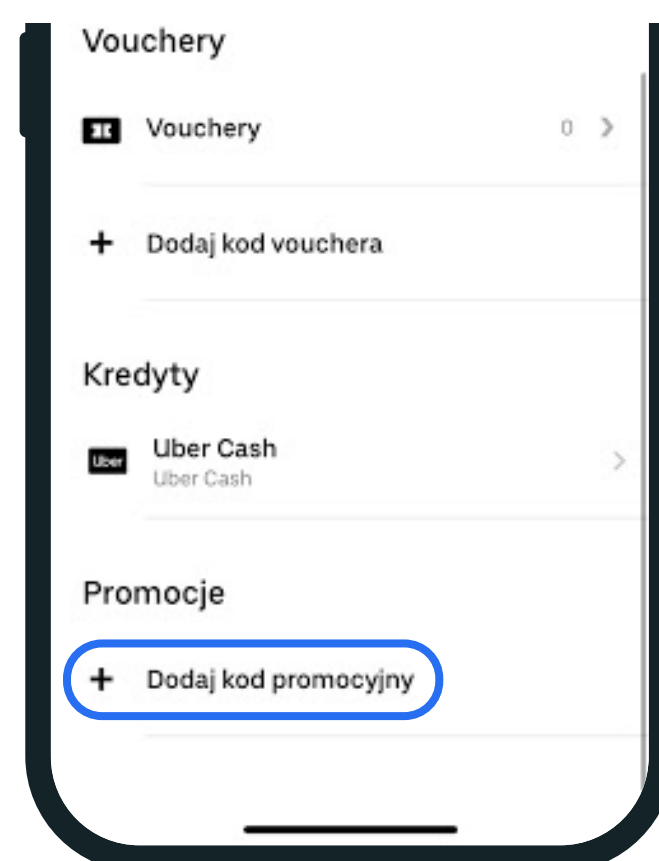 Vouchery
Vouchery 0
Dodaj kod vouchera
Kredyty
Uber
Uber Cash
Uber Cash
Promocje
Dodaj kod promocyjny